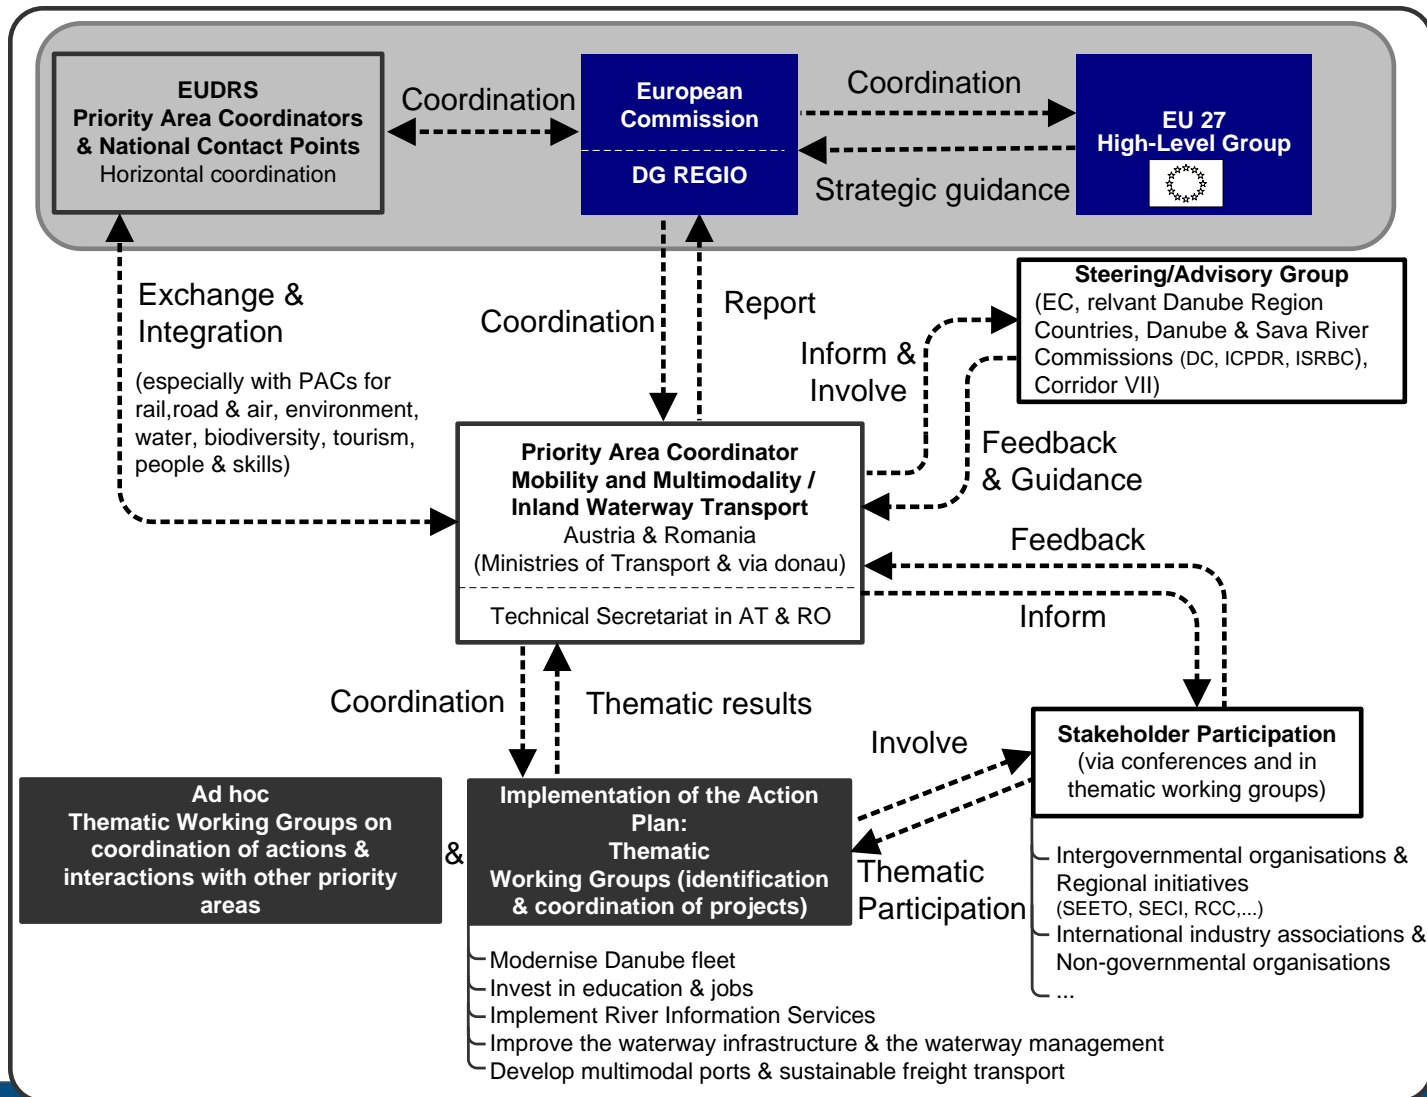 EUDRS
Priority Area Coordinators
& National Contact Points
Horizontal coordination
Coordination
European
Commission
DG REGIO
Coordination
Strategic guidance
EU 27
High-Level Group
Exchange &
Integration
(especially with PACs for
rail,road & air, environment,
water, biodiversity, tourism,
people & skills)
Coordination
Report
Inform &
Involve
Steering/Advisory Group
(EC, relvant Danube Region
Countries, Danube & Sava River
Commissions (DC, ICPDR, ISRBC),
Corridor VII)
Feedback
& Guidance
Priority Area Coordinator
Mobility and Multimodality /
Inland Waterway Transport
Austria & Romania
(Ministries of Transport & via donau)
Technical Secretariat in AT & RO
Feedback
Inform
Coordination
Thematic results
Involve
Thematic
Participation
Stakeholder Participation
(via conferences and in
thematic working groups)
Intergovernmental organisations &
Regional initiatives
(SEETO, SECI, RCC,...)
International industry associations &
Non-governmental organisations
...
Ad hoc
Thematic Working Groups on
coordination of actions &
interactions with other priority
areas
&
Implementation of the Action
Plan:
Thematic
Working Groups (identification
& coordination of projects)
Modernise Danube fleet
Invest in education & jobs
Implement River Information Services
Improve the waterway infrastructure & the waterway management
Develop multimodal ports & sustainable freight transport